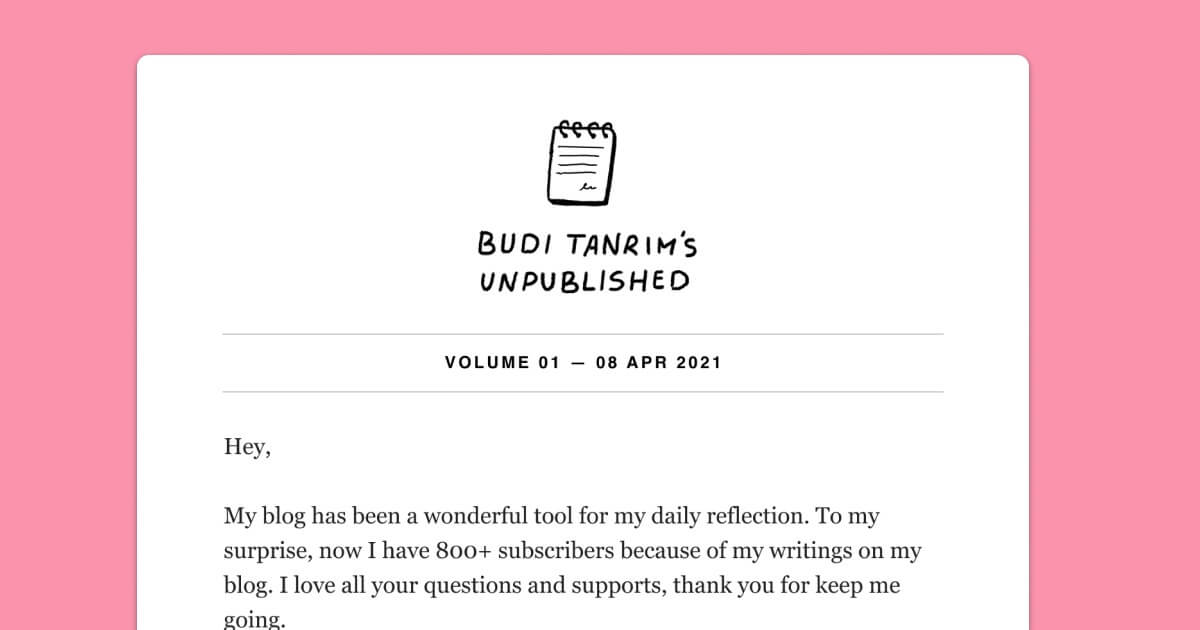 BUDI TANRIM'S
UNPUBLISHED
VOLUME 01 — 08 APR 2021
Hey,
My blog has been a wonderful tool for my daily reflection. To my
surprise, now I have 800+ subscribers because of my writings on my
blog. I love all your questions and supports, thank you for keep me
going.